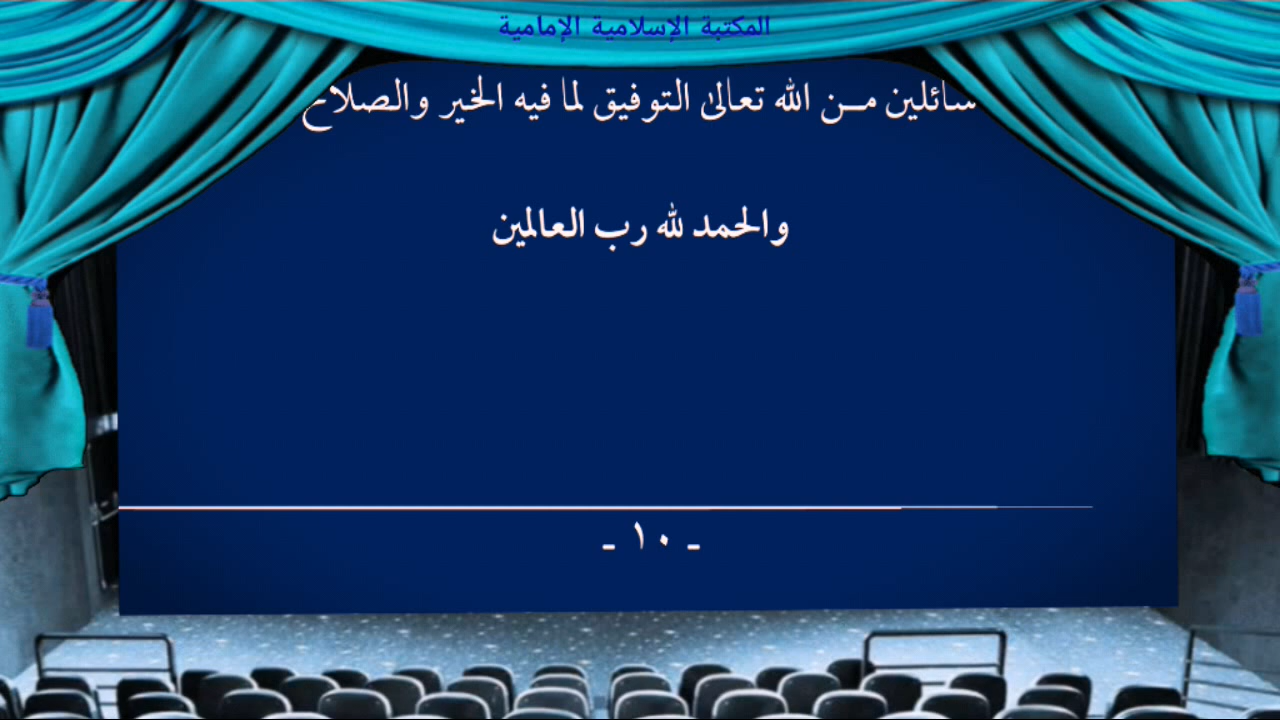 المكتبة الإسلامية الإمامية
سائلين من الله تعالىٰ التوفيق لما فيه الخير والصلاح
والحمد لله رب العالمين
- ١٠ -